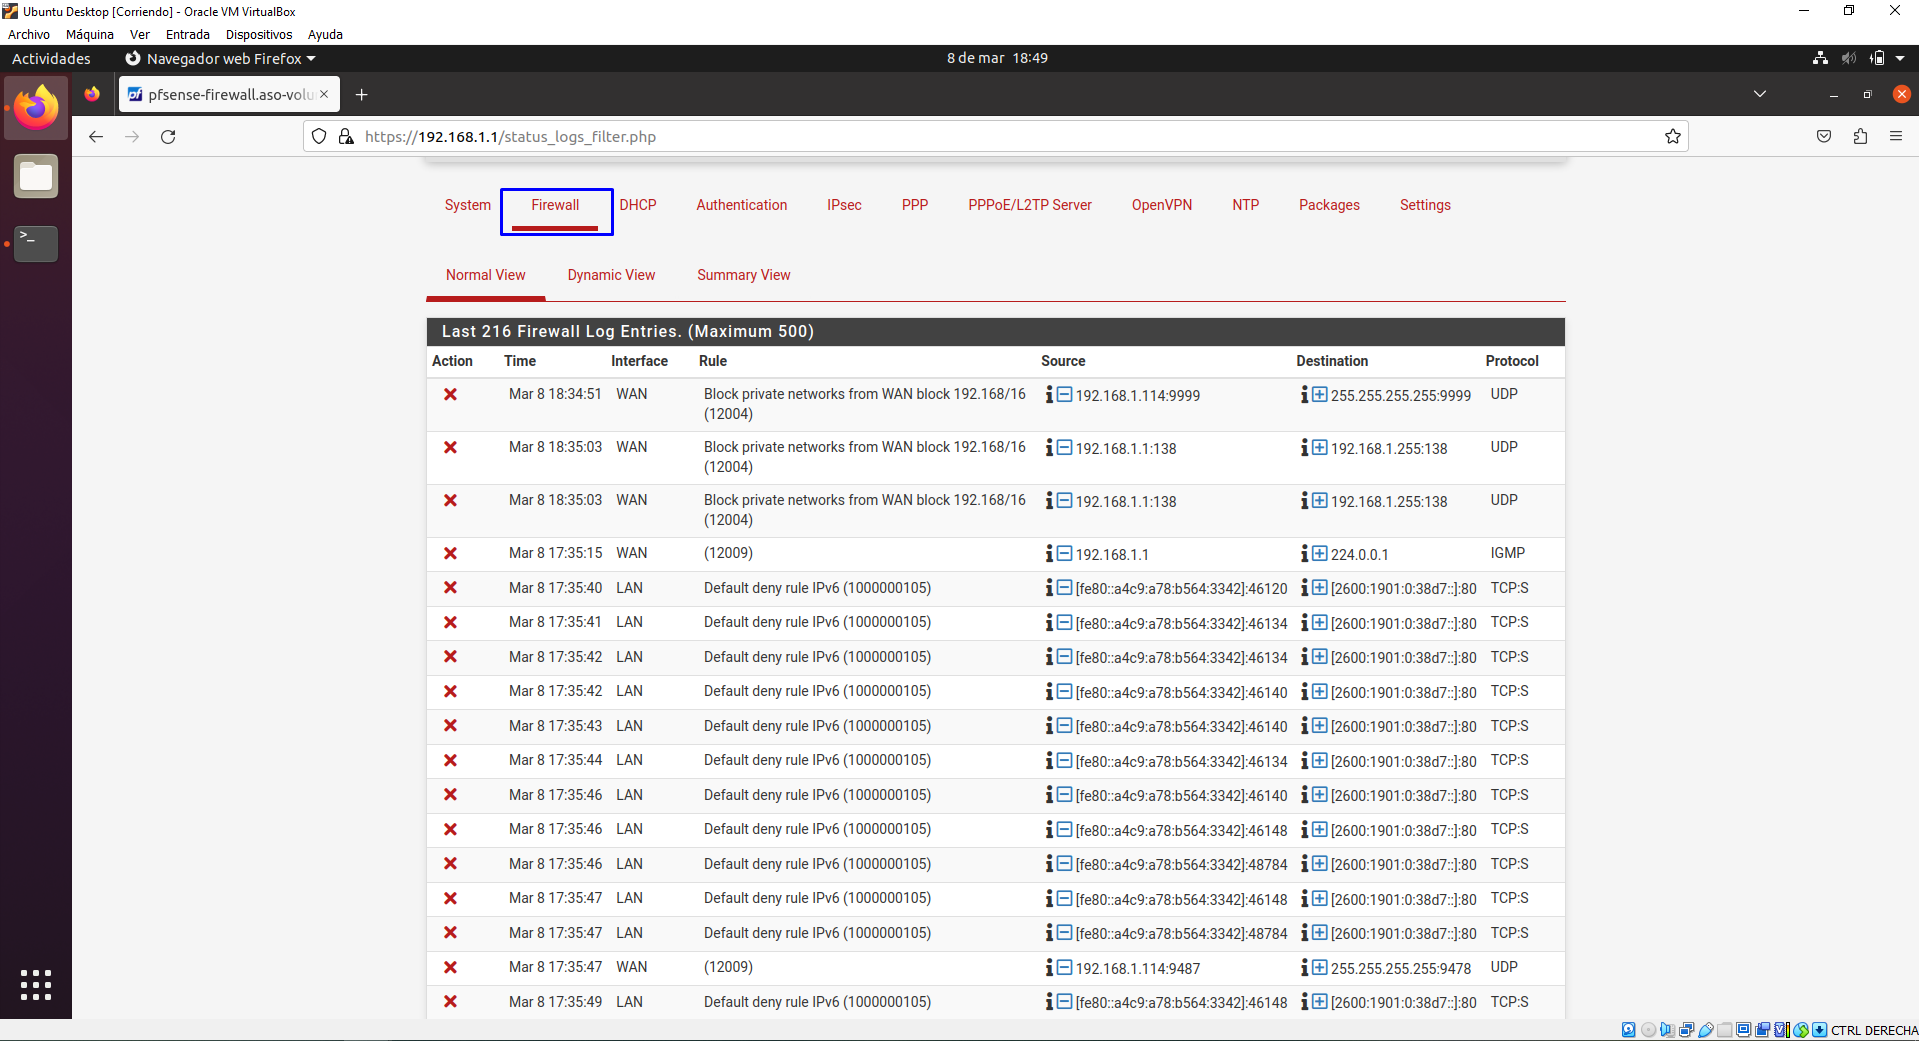 Ubuntu Desktop [Corriendo] - Oracle VM VirtualBox
Archivo Máquina Ver Entrada Dispositivos Ayuda
Actividades Navegador web Firefox 8 de mar 18:49
pfsense-firewall.aso-volu
https://192.168.1.1/status_logs_filter.php
System Firewall DHCP Authentication IPsec PPP PPPoE/L2TP Server OpenVPN NTP Packages Settings
Normal View Dynamic View Summary View
Last 216 Firewall Log Entries. (Maximum 500)
Action Time Interface Rule Source Destination Protocol
Mar 8 18:34:51 WAN Block private networks from WAN block 192.168/16 (12004) 192.168.1.114:9999 255.255.255.255:9999 UDP
Mar 8 18:35:03 WAN Block private networks from WAN block 192.168/16 (12004) 192.168.1.1:138 192.168.1.255:138 UDP
Mar 8 18:35:03 WAN Block private networks from WAN block 192.168/16 (12004) 192.168.1.1:138 192.168.1.255:138 UDP
Mar 8 17:35:15 WAN (12009) 192.168.1.1 224.0.0.1 IGMP
Mar 8 17:35:40 LAN Default deny rule IPv6 (1000000105) [fe80::a4c9:a78:b564:3342]:46120 [2600:1901:0:38d7::]:80 TCP:S
Mar 8 17:35:41 LAN Default deny rule IPv6 (1000000105) [fe80::a4c9:a78:b564:3342]:46134 [2600:1901:0:38d7::]:80 TCP:S
Mar 8 17:35:42 LAN Default deny rule IPv6 (1000000105) [fe80::a4c9:a78:b564:3342]:46134 [2600:1901:0:38d7::]:80 TCP:S
Mar 8 17:35:42 LAN Default deny rule IPv6 (1000000105) [fe80::a4c9:a78:b564:3342]:46140 [2600:1901:0:38d7::]:80 TCP:S
Mar 8 17:35:43 LAN Default deny rule IPv6 (1000000105) [fe80::a4c9:a78:b564:3342]:46140 [2600:1901:0:38d7::]:80 TCP:S
Mar 8 17:35:44 LAN Default deny rule IPv6 (1000000105) [fe80::a4c9:a78:b564:3342]:46134 [2600:1901:0:38d7::]:80 TCP:S
Mar 8 17:35:46 LAN Default deny rule IPv6 (1000000105) [fe80::a4c9:a78:b564:3342]:46140 [2600:1901:0:38d7::]:80 TCP:S
Mar 8 17:35:46 LAN Default deny rule IPv6 (1000000105) [fe80::a4c9:a78:b564:3342]:46148 [2600:1901:0:38d7::]:80 TCP:S
Mar 8 17:35:46 LAN Default deny rule IPv6 (1000000105) [fe80::a4c9:a78:b564:3342]:48784 [2600:1901:0:38d7::]:80 TCP:S
Mar 8 17:35:47 LAN Default deny rule IPv6 (1000000105) [fe80::a4c9:a78:b564:3342]:46148 [2600:1901:0:38d7::]:80 TCP:S
Mar 8 17:35:47 LAN Default deny rule IPv6 (1000000105) [fe80::a4c9:a78:b564:3342]:48784 [2600:1901:0:38d7::]:80 TCP:S
Mar 8 17:35:47 WAN (12009) 192.168.1.114:9487 255.255.255.255:9478 UDP
Mar 8 17:35:49 LAN Default deny rule IPv6 (1000000105) [fe80::a4c9:a78:b564:3342]:46148 [2600:1901:0:38d7::]:80 TCP:S
CTRL DERECHA